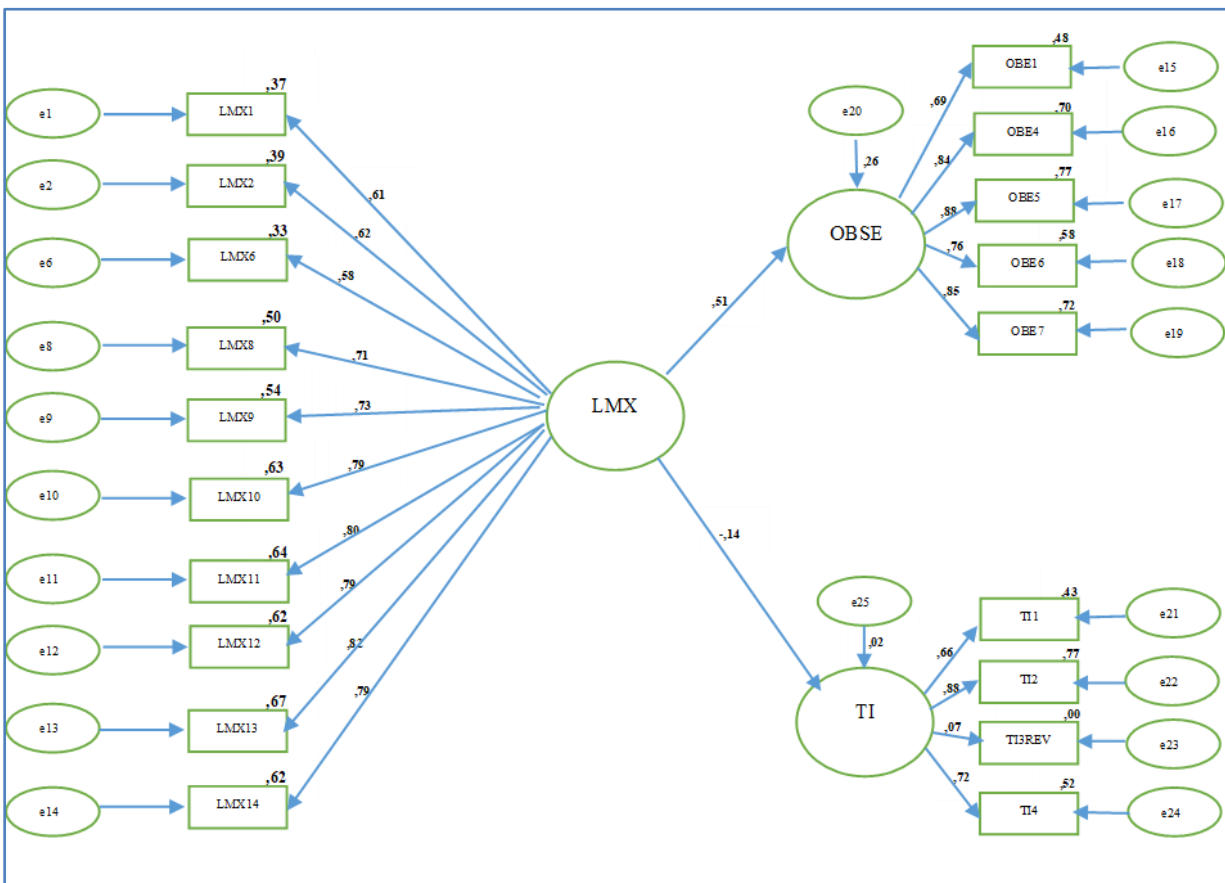 e1
LMX1
,37
e2
LMX2
,39
e6
LMX6
,33
e8
LMX8
,50
e9
LMX9
,54
e10
LMX10
,63
e11
LMX11
,64
e12
LMX12
,62
e13
LMX13
,67
e14
LMX14
,62
,61
,62
,58
,71
,73
,79
,80
,79
,82
,79
LMX
,51
-,14
e20
,26
OBSE
,69
,84
,88
,76
,85
OBE1
,48
e15
OBE4
,70
e16
OBE5
,77
e17
OBE6
,58
e18
OBE7
,72
e19
e25
,02
TI
,66
,88
,07
,72
TI1
,43
e21
TI2
,77
e22
TI3REV
,00
e23
TI4
,52
e24